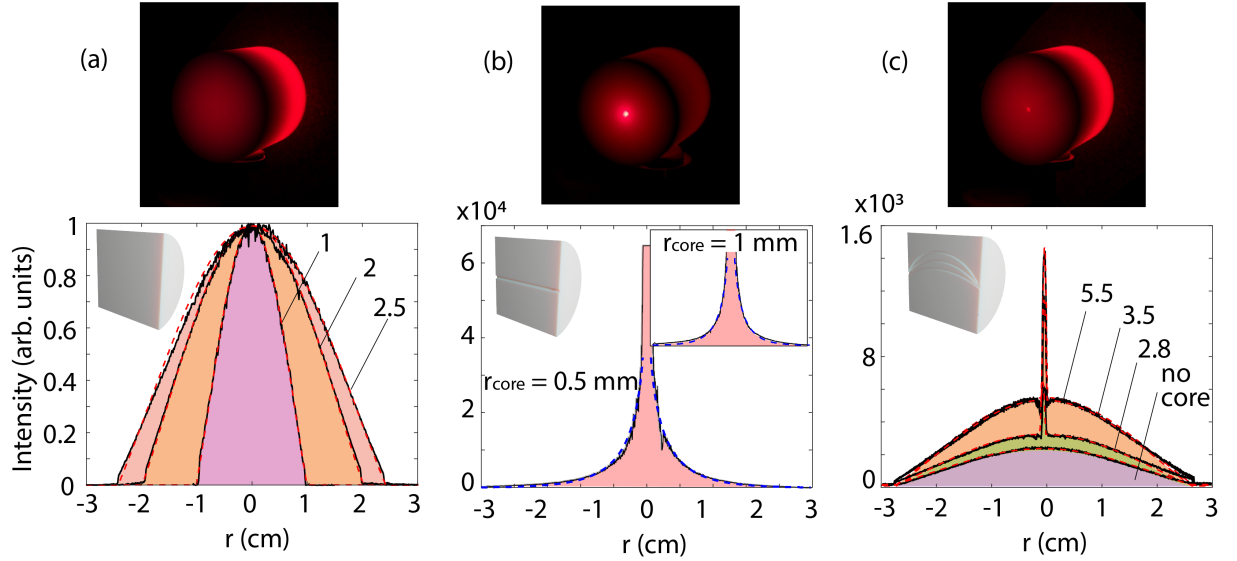 (a)
(b)
(c)
Intensity (arb. units)
1
0.8
0.6
0.4
0.2
0
-3 -2 -1 0 1 2 3
r (cm)
1
2
2.5
x10⁴
6
4
2
0
-3 -2 -1 0 1 2 3
r (cm)
rcore = 0.5 mm
rcore = 1 mm
x10³
1.6
8
8
0
-3 -2 -1 0 1 2 3
r (cm)
5.5
3.5
2.8
no
core